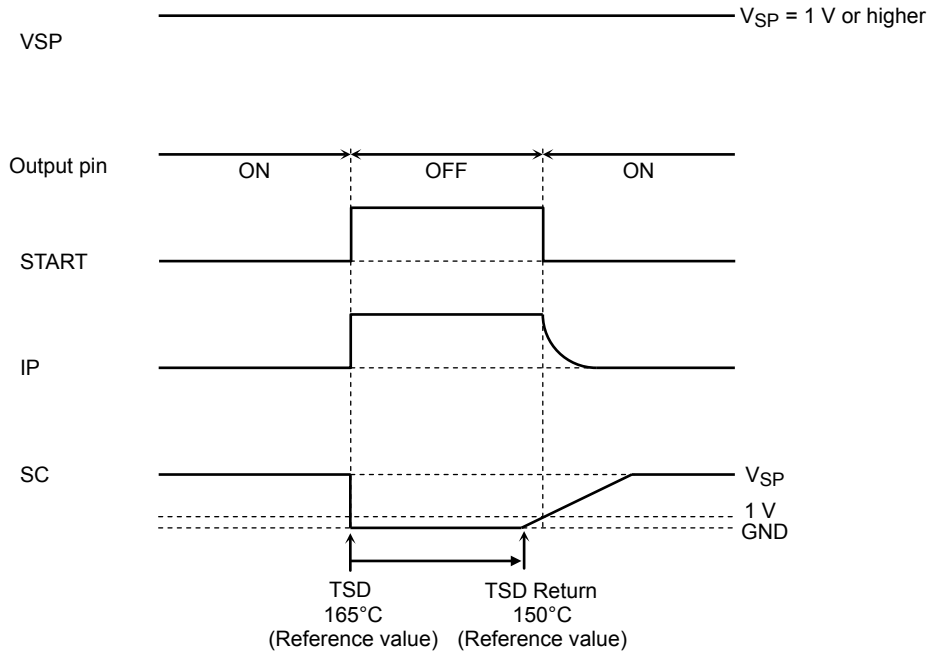 V_SP = 1 V or higher
VSP
Output pin
ON
OFF
ON
START
IP
SC
V_SP
1 V
GND
TSD
165°C
(Reference value)
TSD Return
150°C
(Reference value)